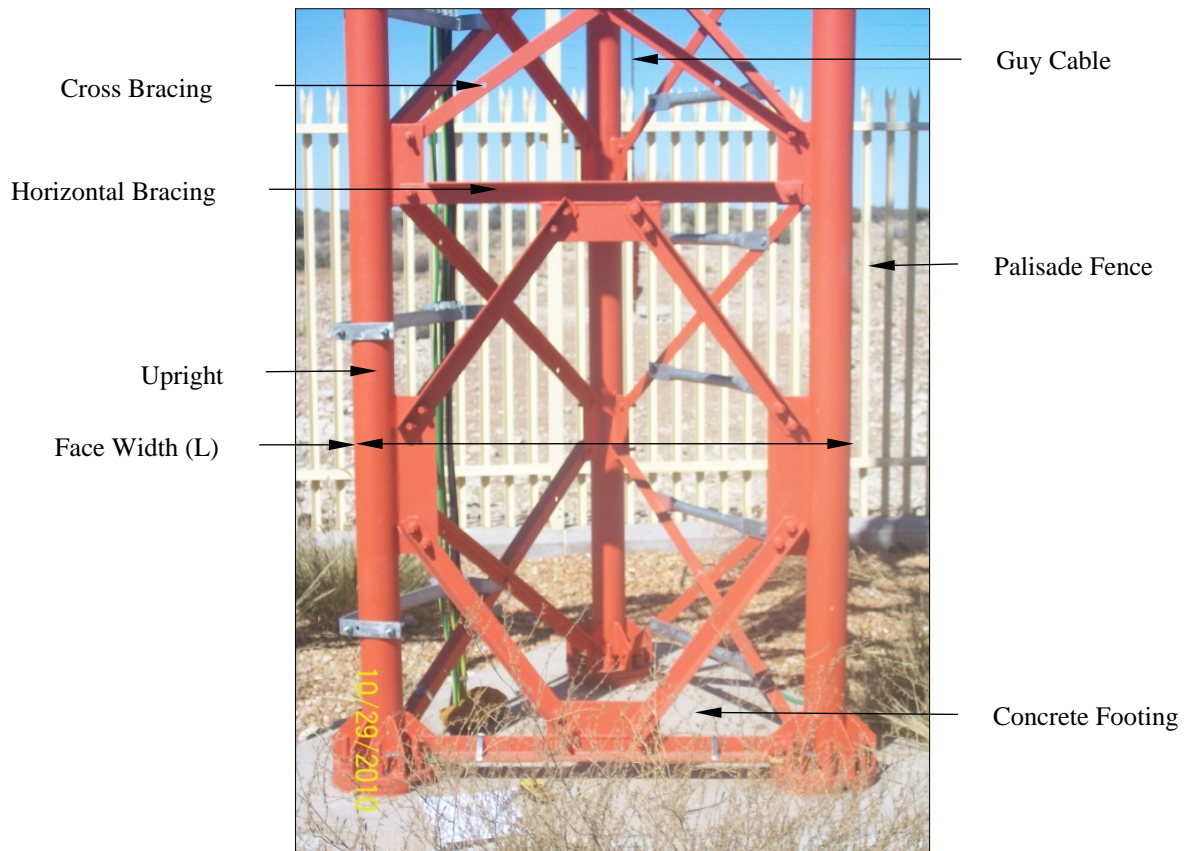 Cross Bracing
Guy Cable
Horizontal Bracing
Palisade Fence
Upright
Face Width (L)
Concrete Footing
10/29/2010